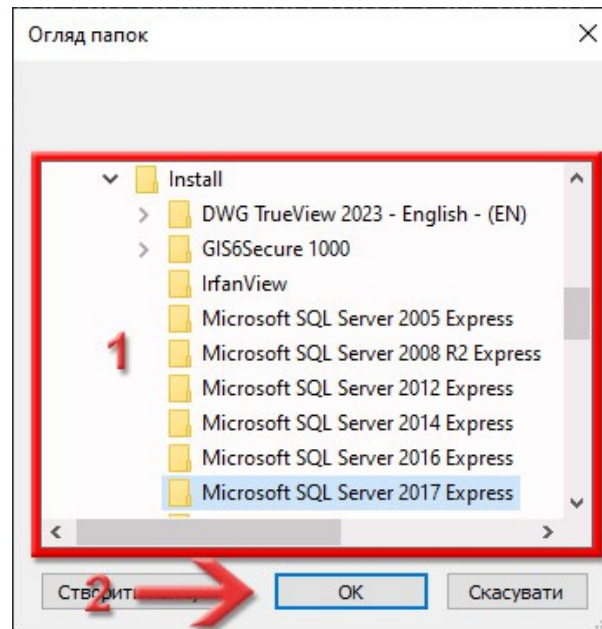 Огляд папок
Install
DWG TrueView 2023 - English - (EN)
GIS6Secure 1000
IrfanView
Microsoft SQL Server 2005 Express
1
Microsoft SQL Server 2008 R2 Express
Microsoft SQL Server 2012 Express
Microsoft SQL Server 2014 Express
Microsoft SQL Server 2016 Express
Microsoft SQL Server 2017 Express
2
OK
Скасувати